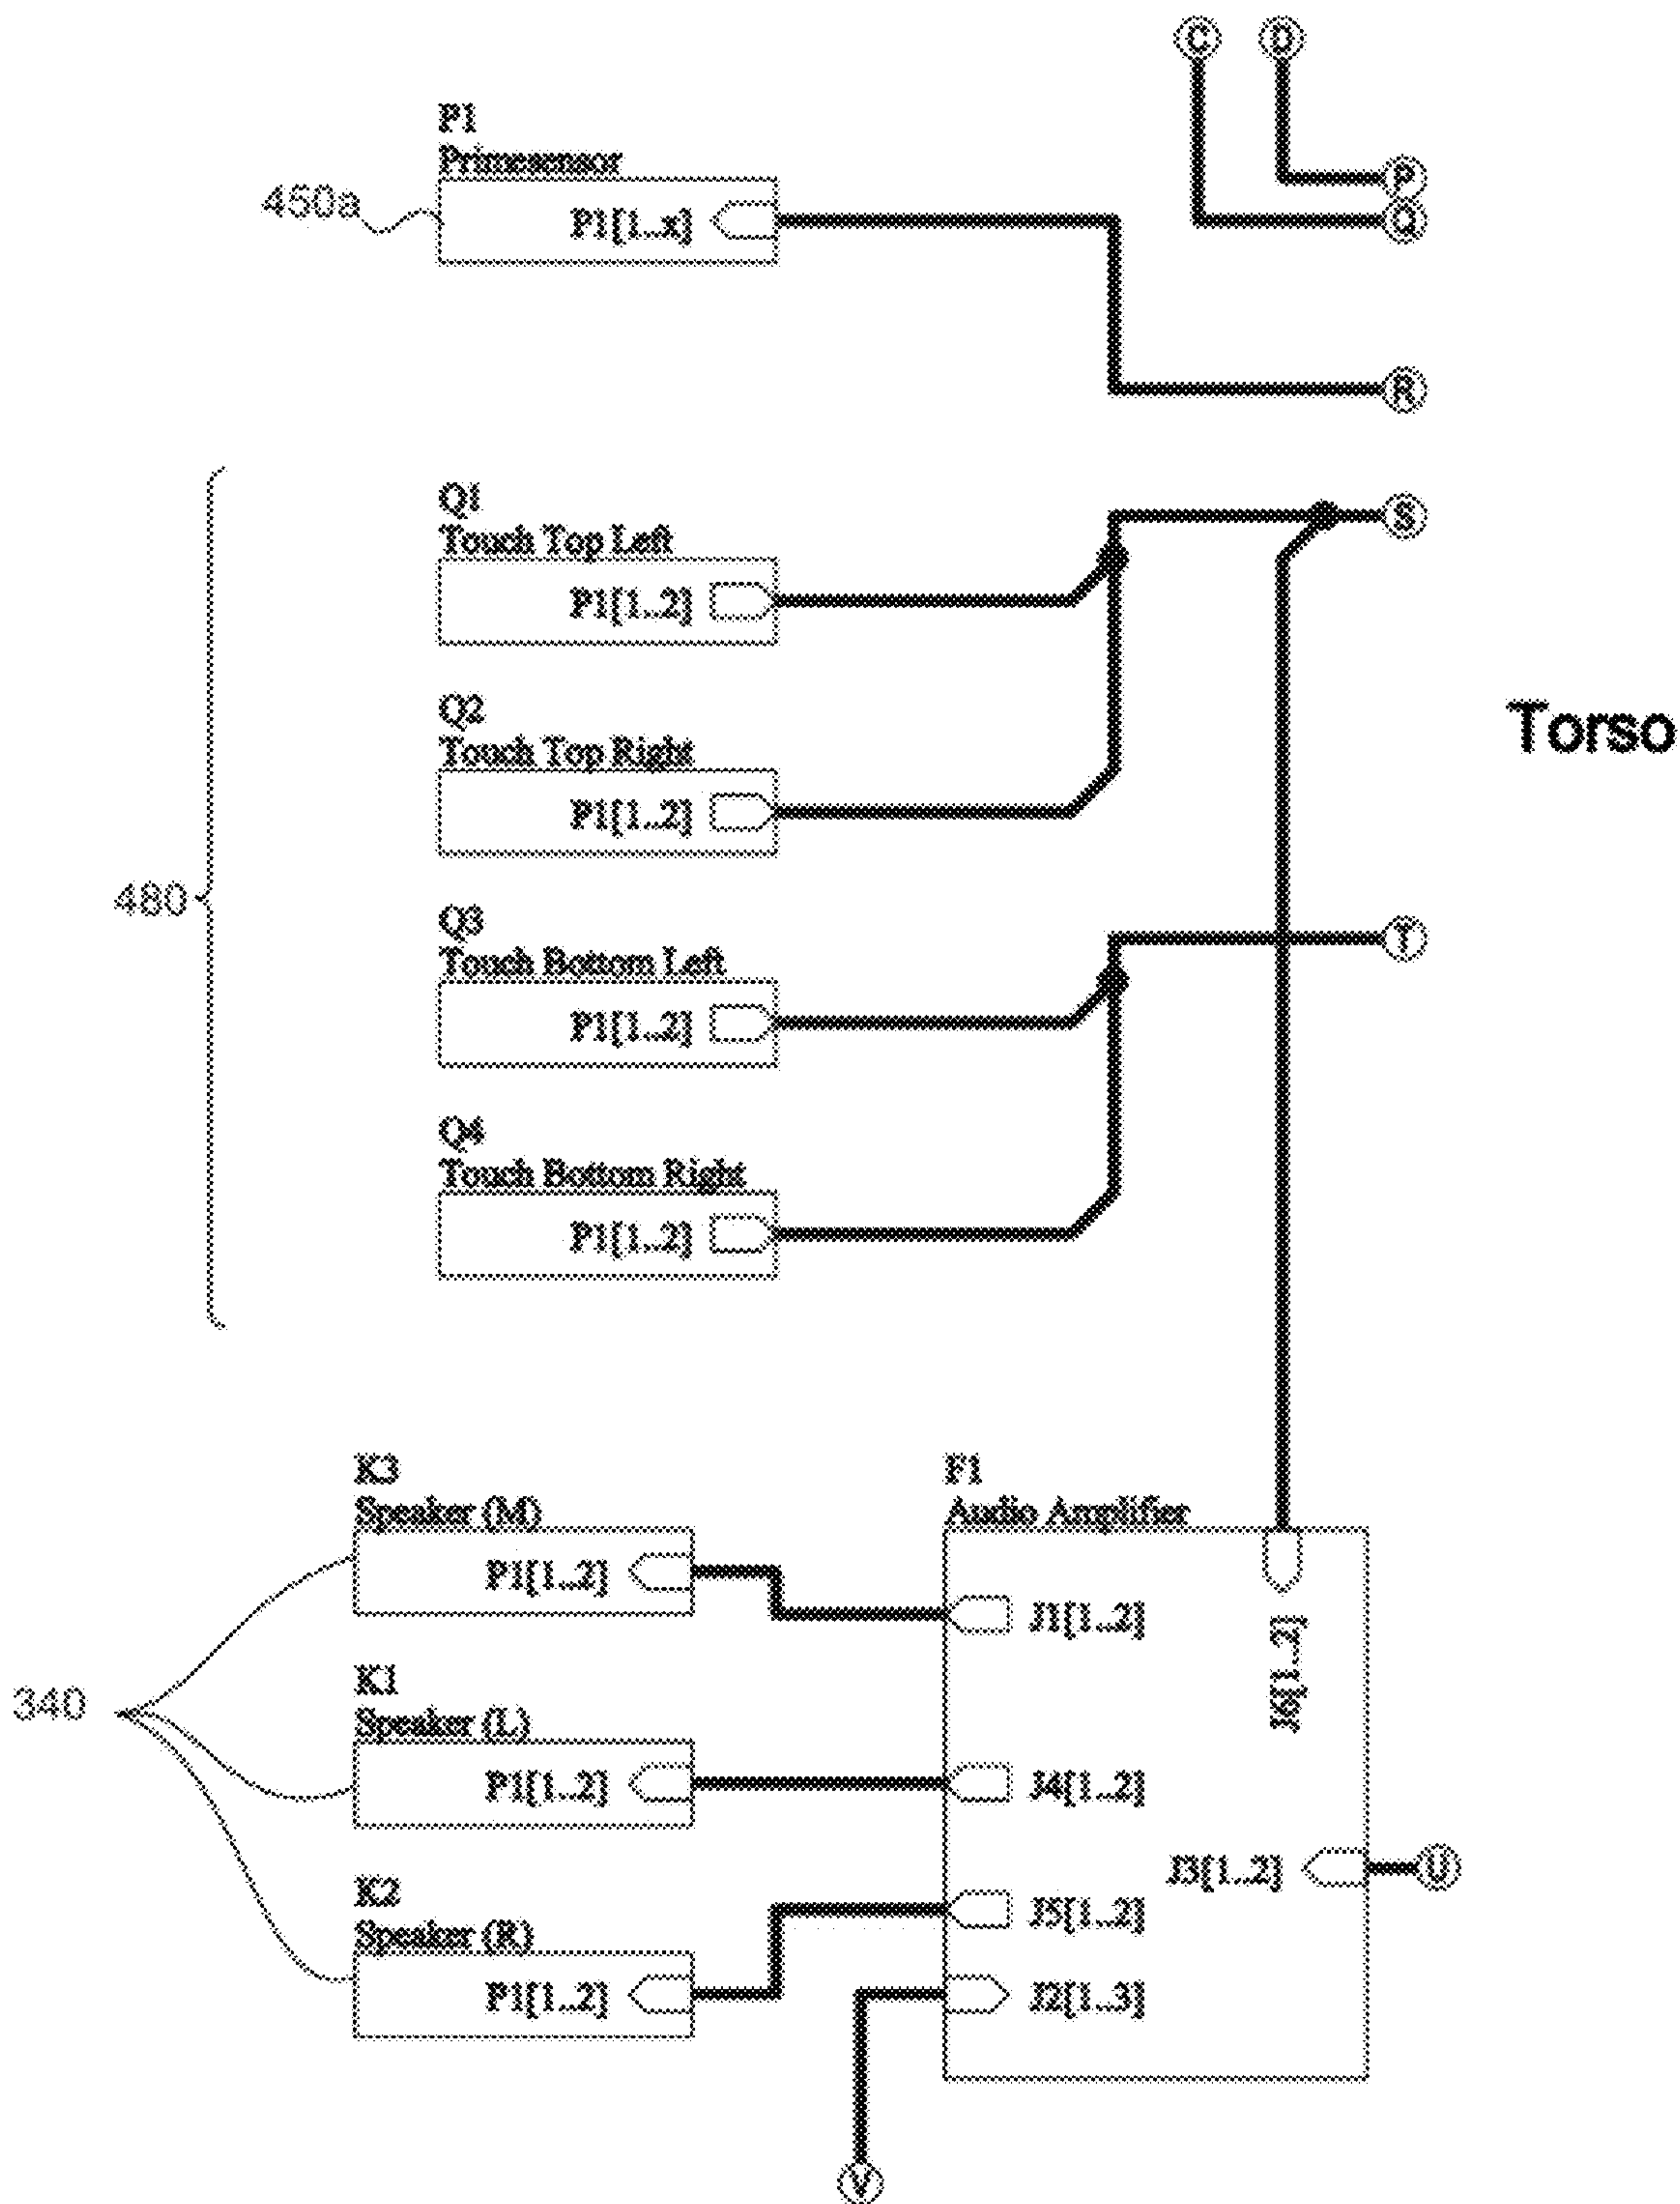 C D
P1
Primesensor
P
450a
P1[1..x]
Q
R
Q1
Touch Top Left
S
P1[1..2]
Q2
Touch Top Right
Torso
P1[1..2]
480
Q3
Touch Bottom Left
T
P1[1..2]
Q4
Touch Bottom Right
P1[1..2]
K3
Speaker (M)
F1
Audio Amplifier
P1[1..2]
J1[1..2]
J6[1..2]
340
K1
Speaker (L)
P1[1..2]
J4[1..2]
J3[1..2]
U
K2
Speaker (R)
J5[1..2]
P1[1..2]
J2[1..3]
V